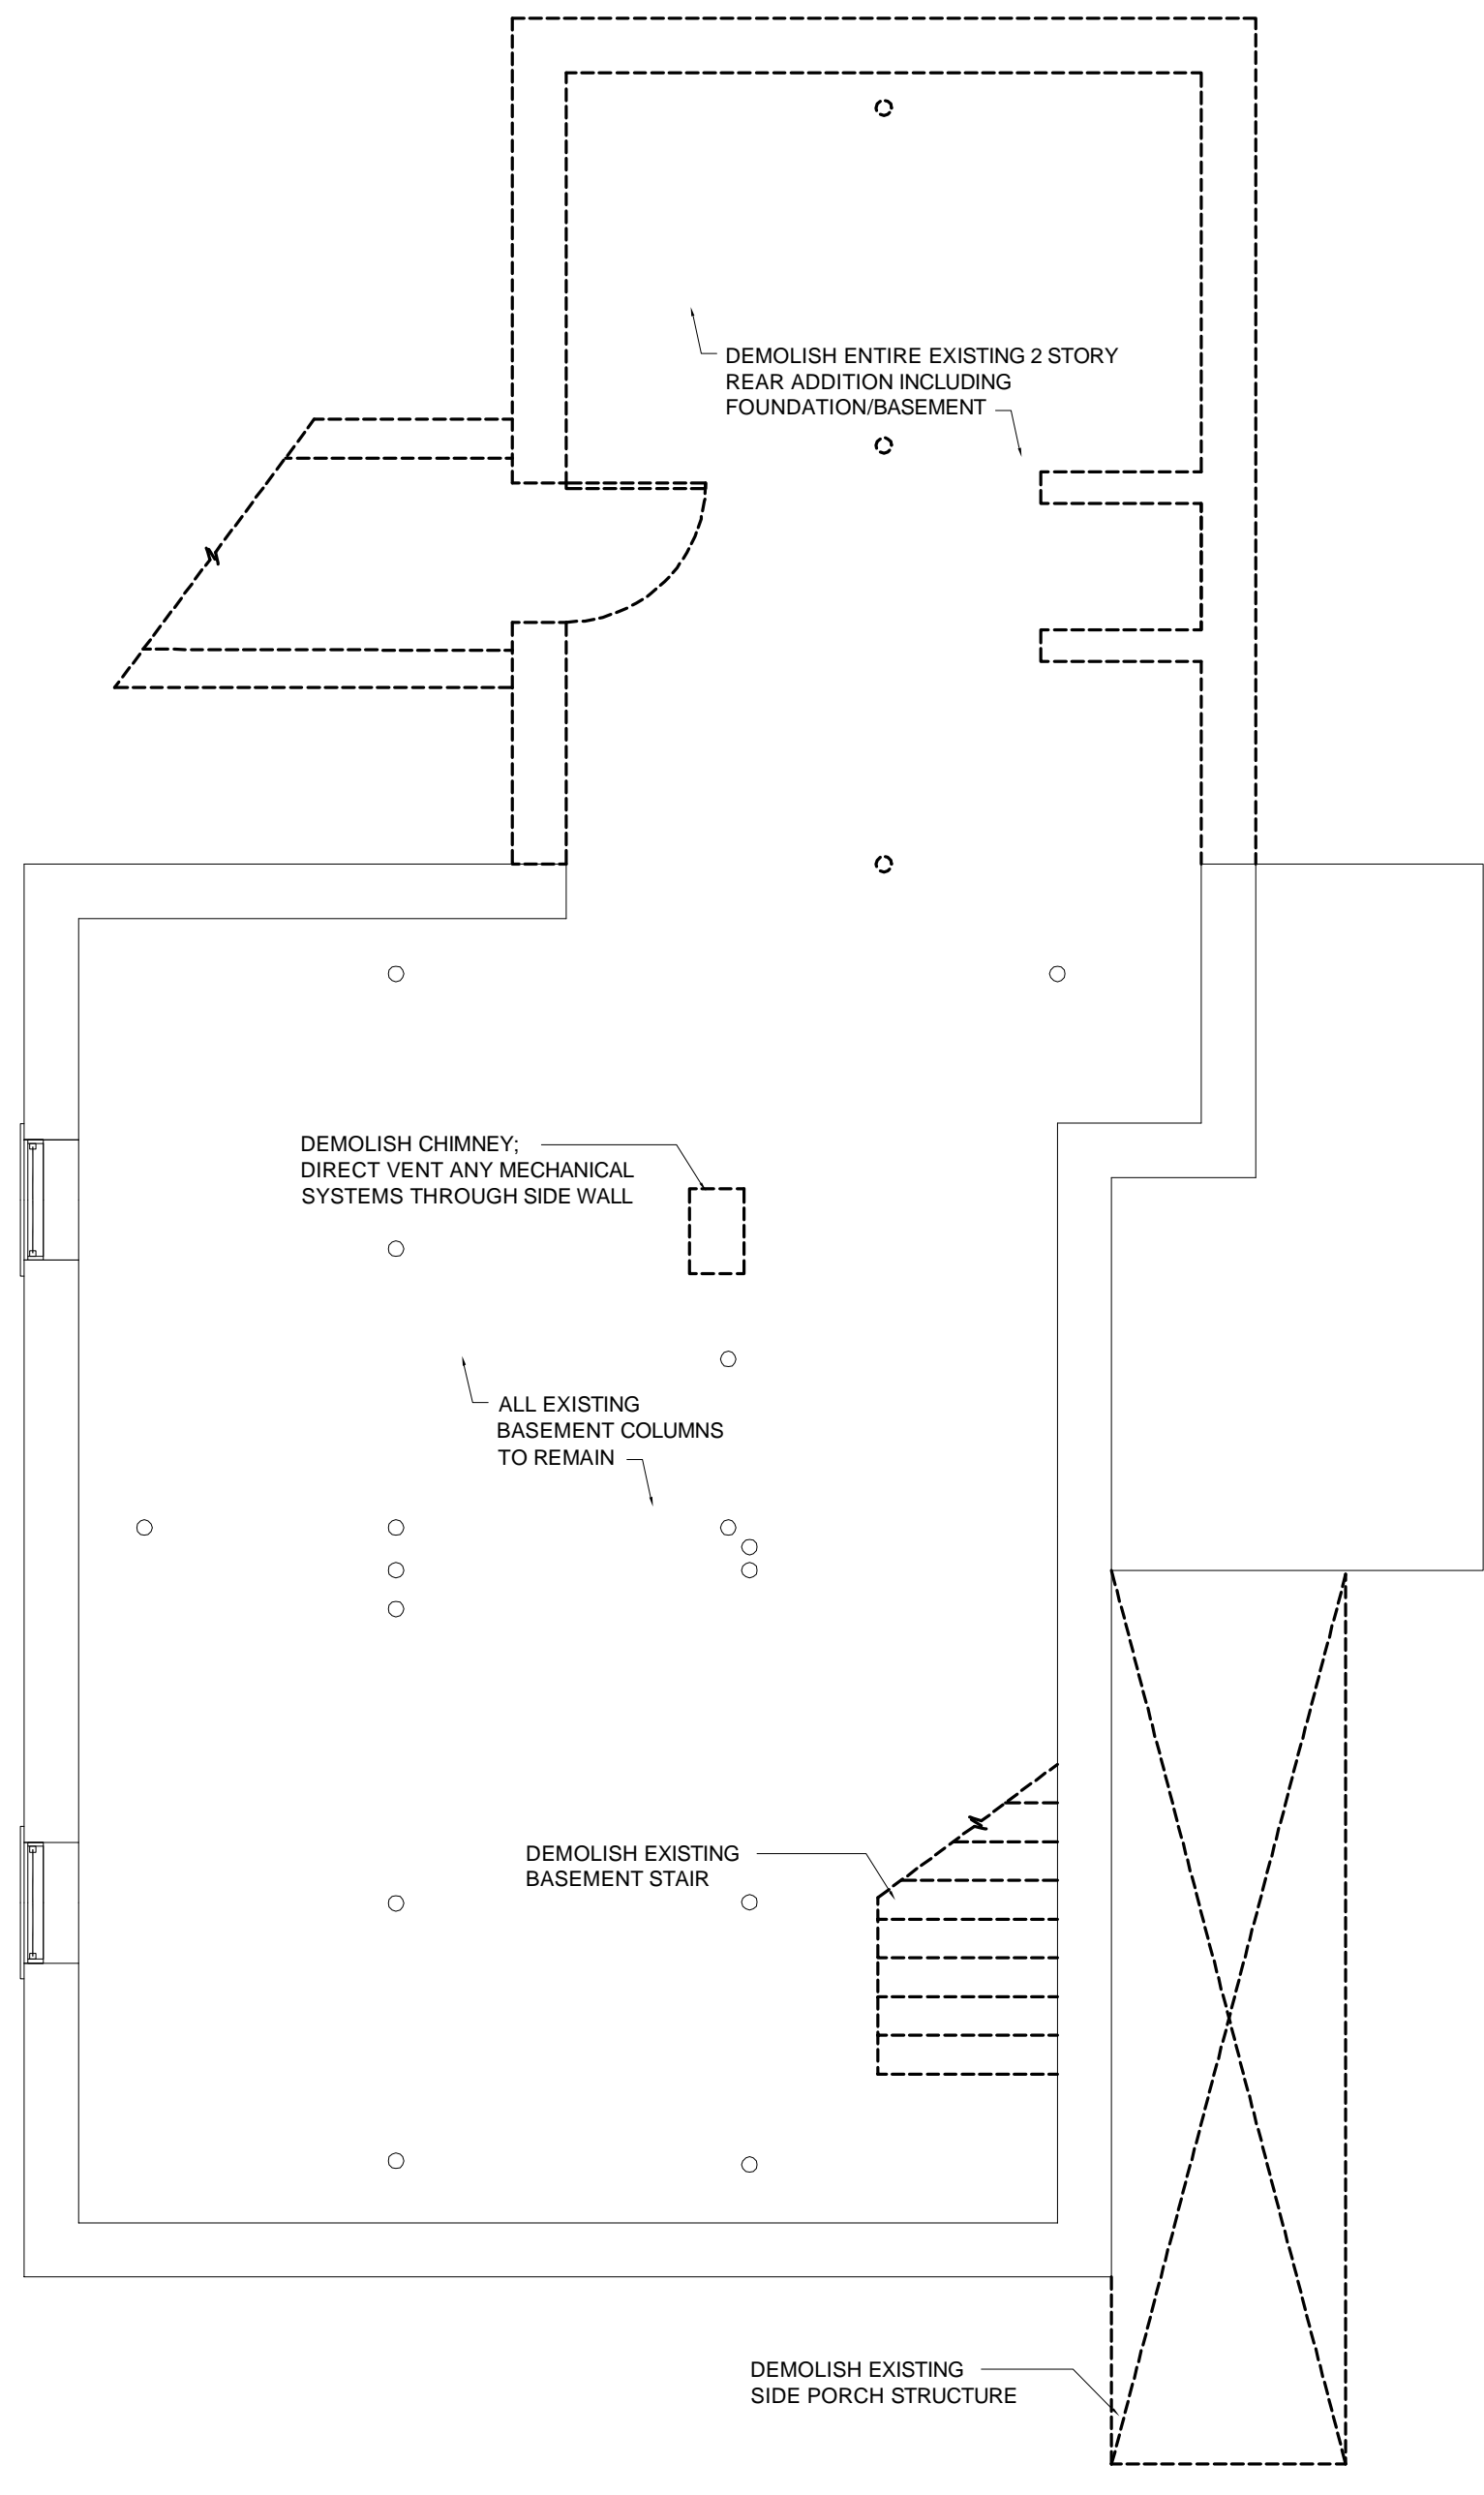 DEMOLISH ENTIRE EXISTING 2 STORY
REAR ADDITION INCLUDING
FOUNDATION/BASEMENT
DEMOLISH CHIMNEY;
DIRECT VENT ANY MECHANICAL
SYSTEMS THROUGH SIDE WALL
ALL EXISTING
BASEMENT COLUMNS
TO REMAIN
DEMOLISH EXISTING
BASEMENT STAIR
DEMOLISH EXISTING
SIDE PORCH STRUCTURE